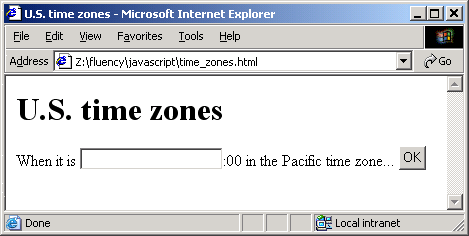 U.S. time zones - Microsoft Internet Explorer
File Edit View Favorites Tools Help
Address Z:\fluency\javascript\time_zones.html Go
U.S. time zones
When it is :00 in the Pacific time zone... OK
Done Local intranet